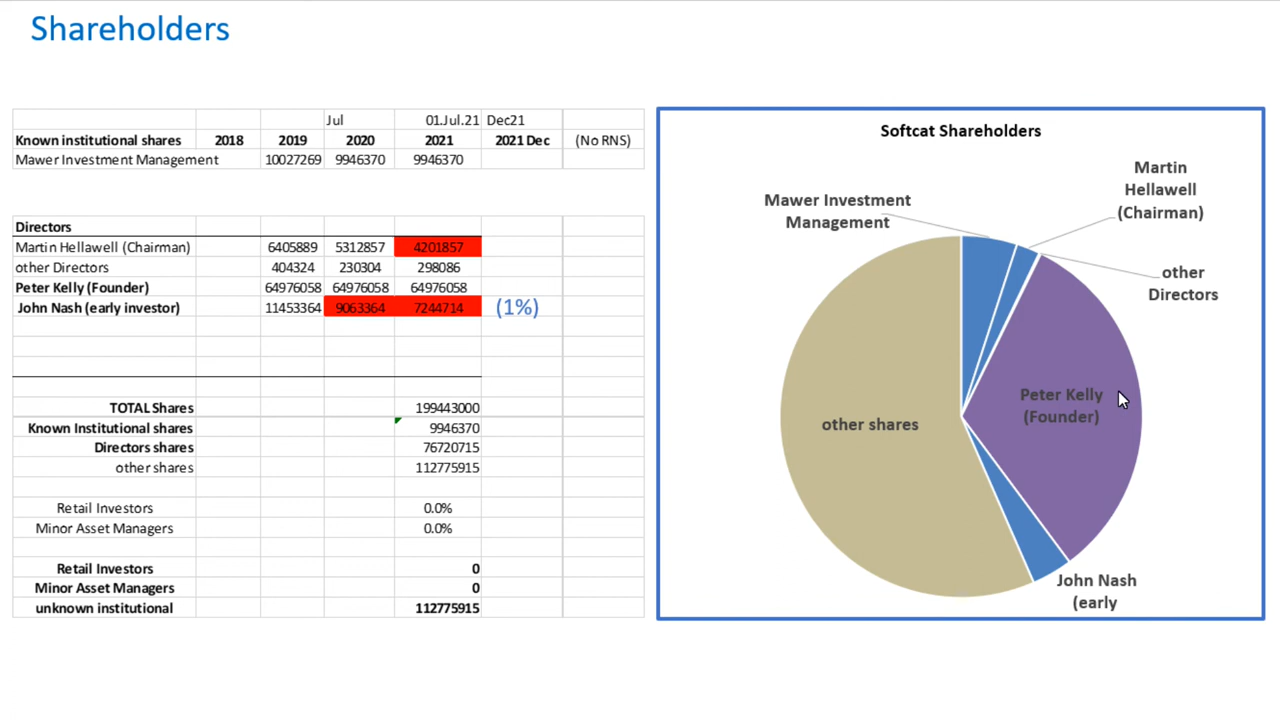 Shareholders
Jul 01.Jul.21 Dec21
Known institutional shares 2018 2019 2020 2021 2021 Dec (No RNS)
Mawer Investment Management 10027269 9946370 9946370
Directors
Martin Hellawell (Chairman) 6405889 5312857 4201857
other Directors 404324 230304 298086
Peter Kelly (Founder) 64976058 64976058 64976058
John Nash (early investor) 11453364 9063364 7244714 (1%)
TOTAL Shares 199443000
Known Institutional shares 9946370
Directors shares 76720715
other shares 112775915
Retail Investors 0.0%
Minor Asset Managers 0.0%
Retail Investors 0
Minor Asset Managers 0
unknown institutional 112775915
Softcat Shareholders
Martin
Hellawell
(Chairman)
Mawer Investment
Management
other
Directors
Peter Kelly
(Founder)
other shares
John Nash
(early